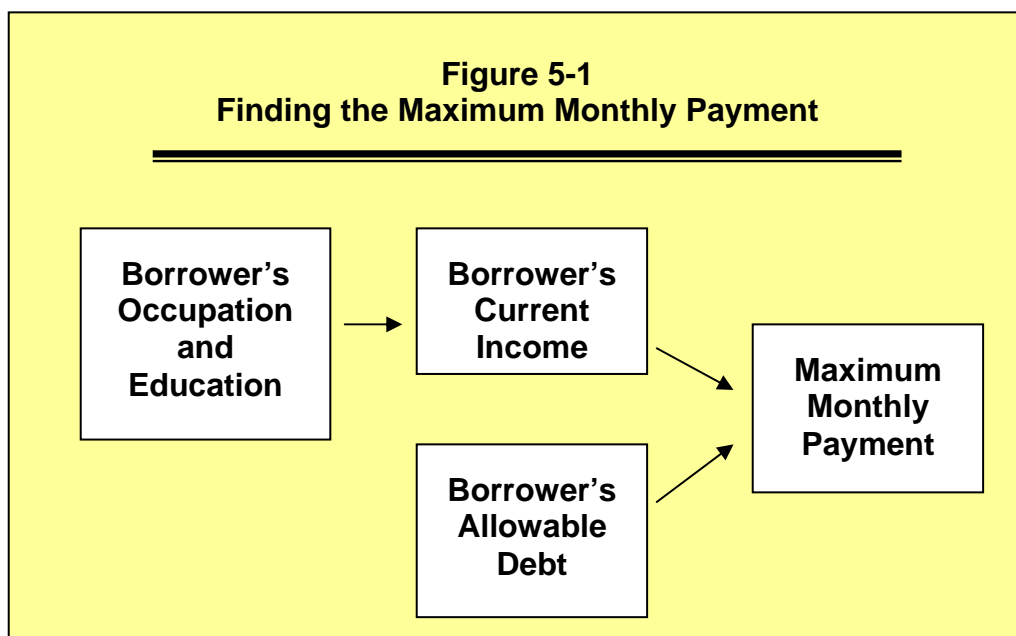 Figure 5-1
Finding the Maximum Monthly Payment
Borrower’s
Occupation
and
Education
Borrower’s
Current
Income
Borrower’s
Allowable
Debt
Maximum
Monthly
Payment